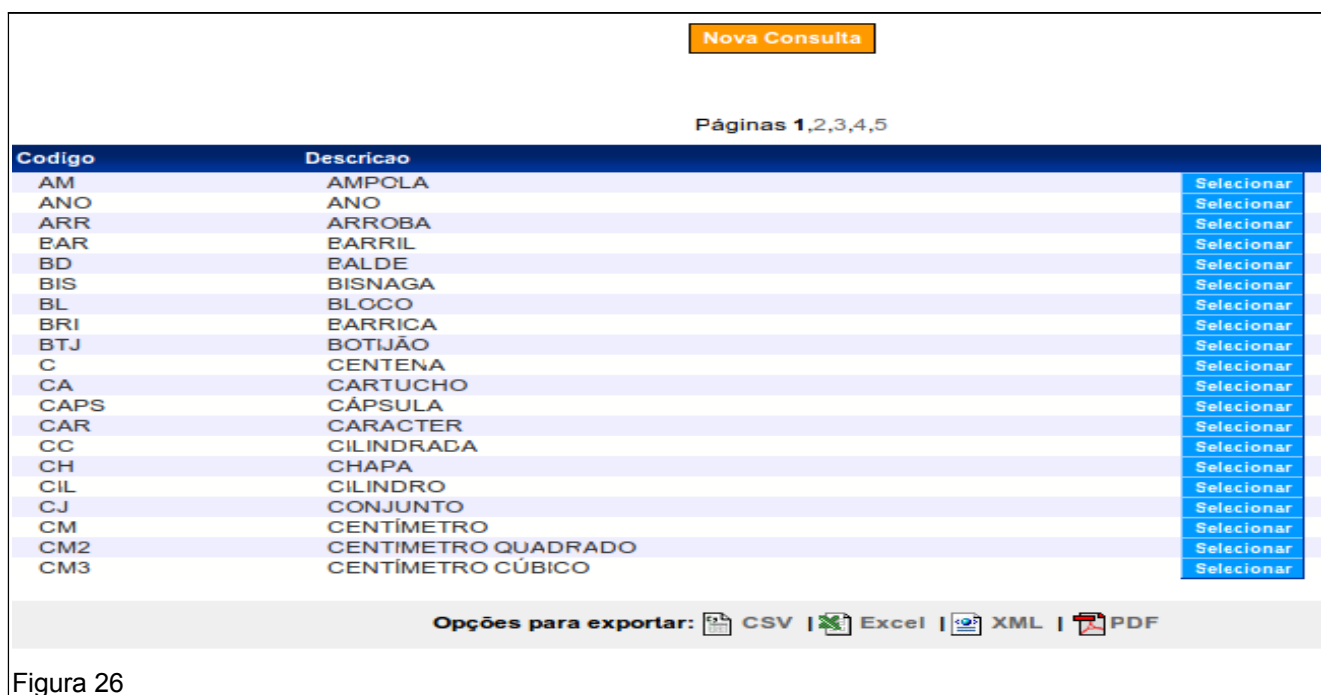 Nova Consulta
Páginas 1,2,3,4,5
Codigo Descricao
AM AMPOLA Selecionar
ANO ANO Selecionar
ARR ARROBA Selecionar
BAR BARRIL Selecionar
BD BALDE Selecionar
BIS BISNAGA Selecionar
BL BLOCO Selecionar
BRI BARRICA Selecionar
BTJ BOTIJÃO Selecionar
C CENTENA Selecionar
CA CARTUCHO Selecionar
CAPS CÁPSULA Selecionar
CAR CARACTER Selecionar
CC CILINDRADA Selecionar
CH CHAPA Selecionar
CIL CILINDRO Selecionar
CJ CONJUNTO Selecionar
CM CENTÍMETRO Selecionar
CM2 CENTIMETRO QUADRADO Selecionar
CM3 CENTÍMETRO CÚBICO Selecionar
Opções para exportar: CSV | Excel | XML | PDF
Figura 26